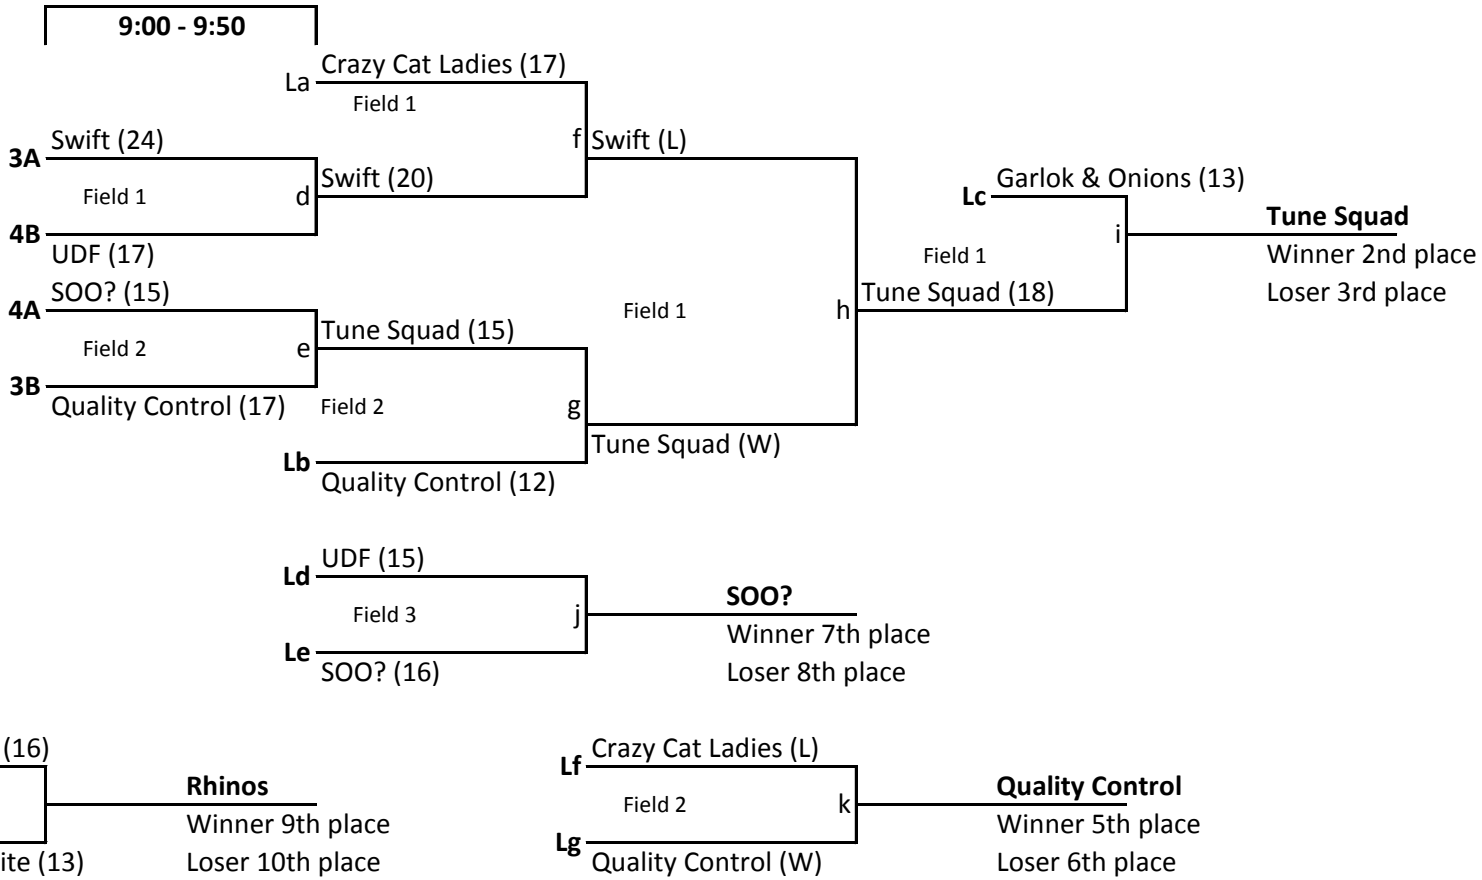 9:00 - 9:50
Crazy Cat Ladies (17)
La
Field 1
Swift (24)
3A
f
Swift (L)
Swift (20)
Field 1
d
Garlok & Onions (13)
Lc
4B
UDF (17)
i
Tune Squad
Winner 2nd place
Loser 3rd place
Field 1
SOO? (15)
4A
Tune Squad (15)
Field 1
h
Tune Squad (18)
Field 2
e
3B
Quality Control (17)
Field 2
g
Tune Squad (W)
Lb
Quality Control (12)
UDF (15)
Ld
Field 3
j
SOO?
Winner 7th place
Loser 8th place
Le
SOO? (16)
(16)
Rhinos
Winner 9th place
Loser 10th place
ite (13)
Crazy Cat Ladies (L)
Lf
Field 2
k
Quality Control
Winner 5th place
Loser 6th place
Lg
Quality Control (W)